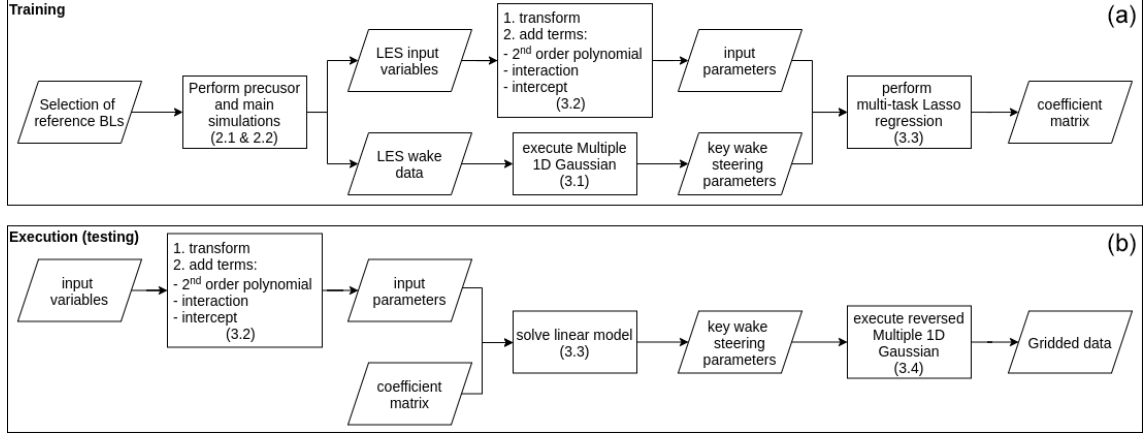 Training
(a)
Selection of
reference BLs
Perform precusor
and main
simulations
(2.1 & 2.2)
LES input
variables
1. transform
2. add terms:
- 2nd order polynomial
- interaction
- intercept
(3.2)
input
parameters
LES wake
data
execute Multiple
1D Gaussian
(3.1)
key wake
steering
parameters
perform
multi-task Lasso
regression
(3.3)
coefficient
matrix
Execution (testing)
(b)
input
variables
1. transform
2. add terms:
- 2nd order polynomial
- interaction
- intercept
(3.2)
input
parameters
coefficient
matrix
solve linear model
(3.3)
key wake
steering
parameters
execute reversed
Multiple 1D
Gaussian
(3.4)
Gridded data